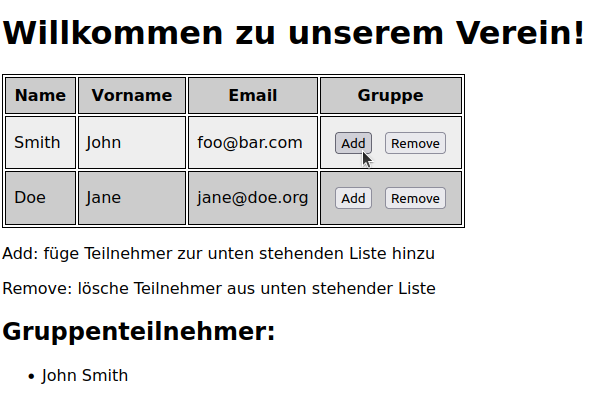 Willkommen zu unserem Verein!
Name Vorname Email Gruppe
Smith John foo@bar.com Add Remove
Doe Jane jane@doe.org Add Remove
Add: füge Teilnehmer zur unten stehenden Liste hinzu
Remove: lösche Teilnehmer aus unten stehender Liste
Gruppenteilnehmer:
• John Smith